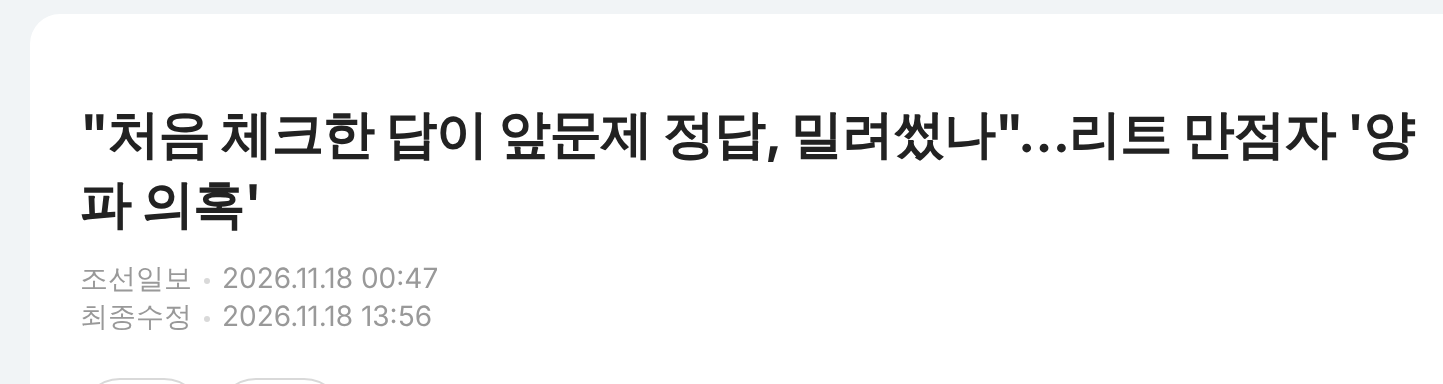 "처음 체크한 답이 앞문제 정답, 밀려썼나"…리트 만점자 '양
파 의혹'
조선일보 • 2026.11.18 00:47
최종수정 • 2026.11.18 13:56